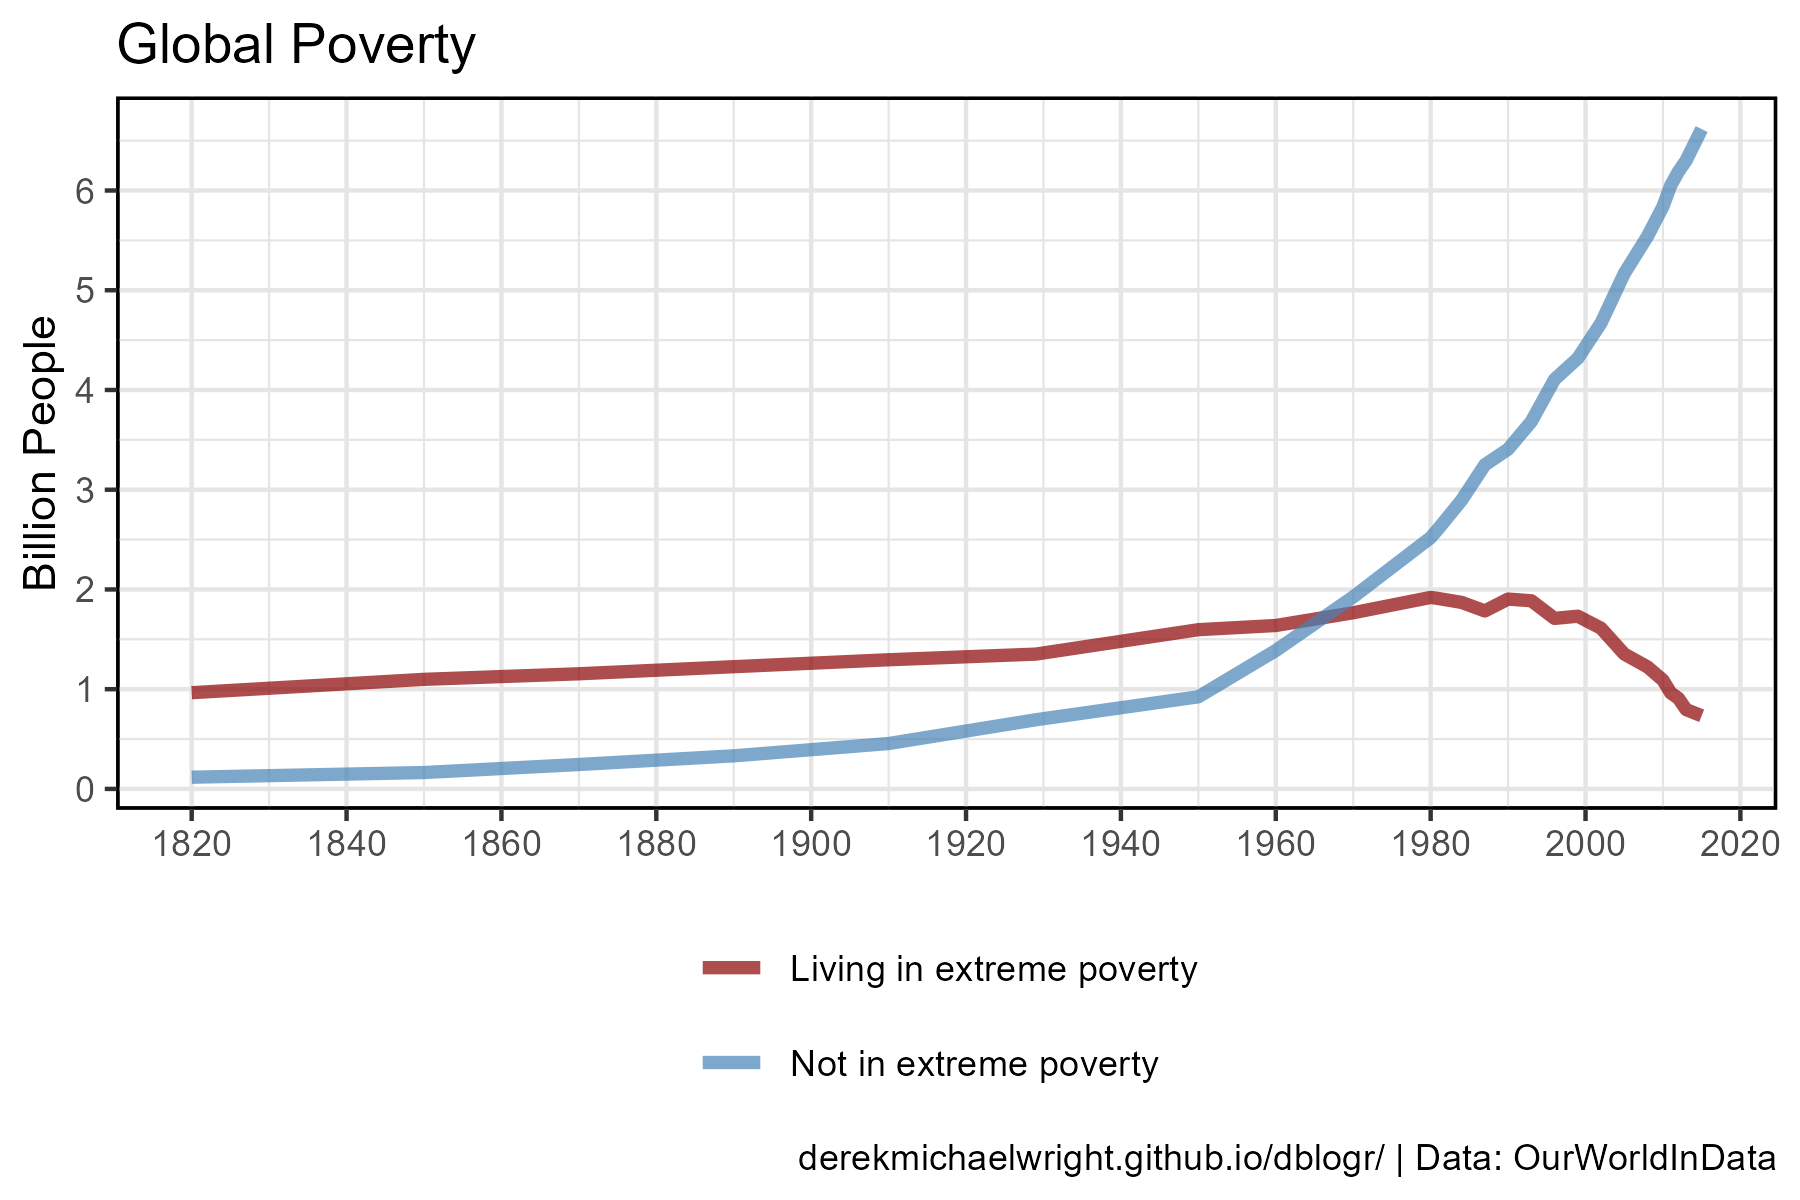 Global Poverty
Billion People
6
5
4
3
2
1
0
1820 1840 1860 1880 1900 1920 1940 1960 1980 2000 2020
Living in extreme poverty
Not in extreme poverty
derekmichaelwright.github.io/dblogr/ | Data: OurWorldInData